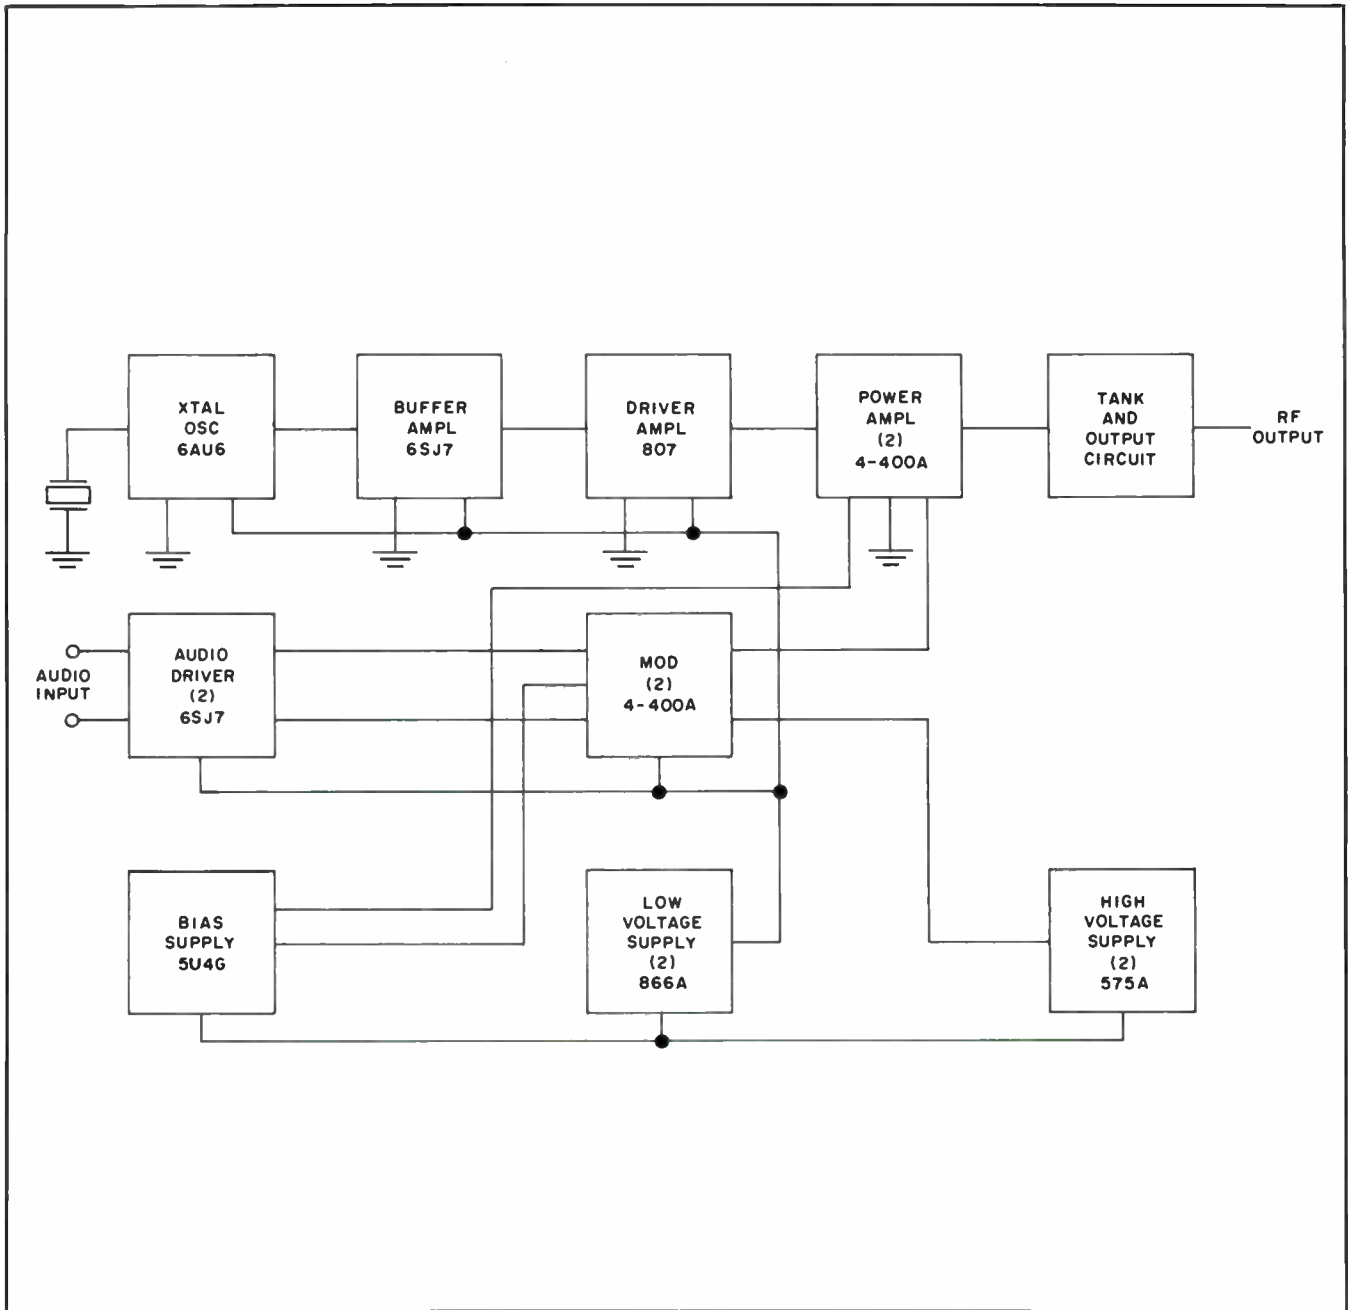 XTAL
OSC
6AU6
BUFFER
AMPL
6SJ7
DRIVER
AMPL
807
POWER
AMPL
(2)
4-400A
TANK
AND
OUTPUT
CIRCUIT
RF
OUTPUT
AUDIO
INPUT
AUDIO
DRIVER
(2)
6SJ7
MOD
(2)
4-400A
BIAS
SUPPLY
5U4G
LOW
VOLTAGE
SUPPLY
(2)
866A
HIGH
VOLTAGE
SUPPLY
(2)
575A